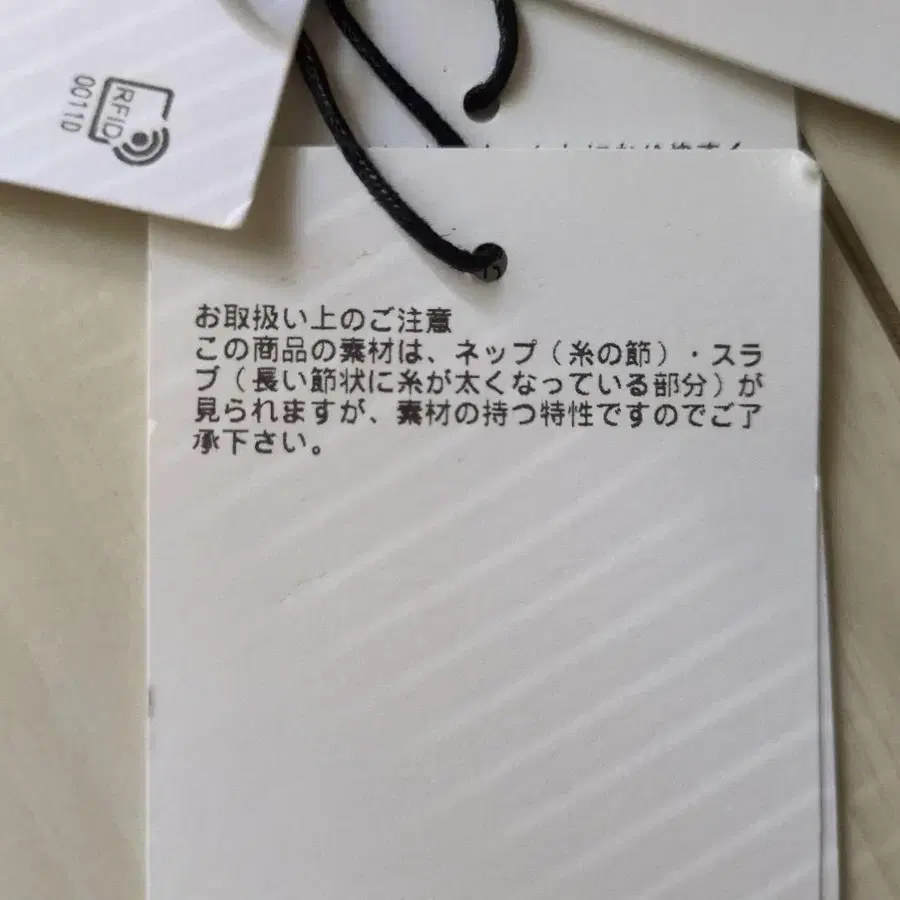 RFID
00110
お取扱い上のご注意
この商品の素材は、ネップ（糸の節）・スラ
ブ（長い節状に糸が太くなっている部分）が
見られますが、素材の持つ特性ですのでご了
承下さい。